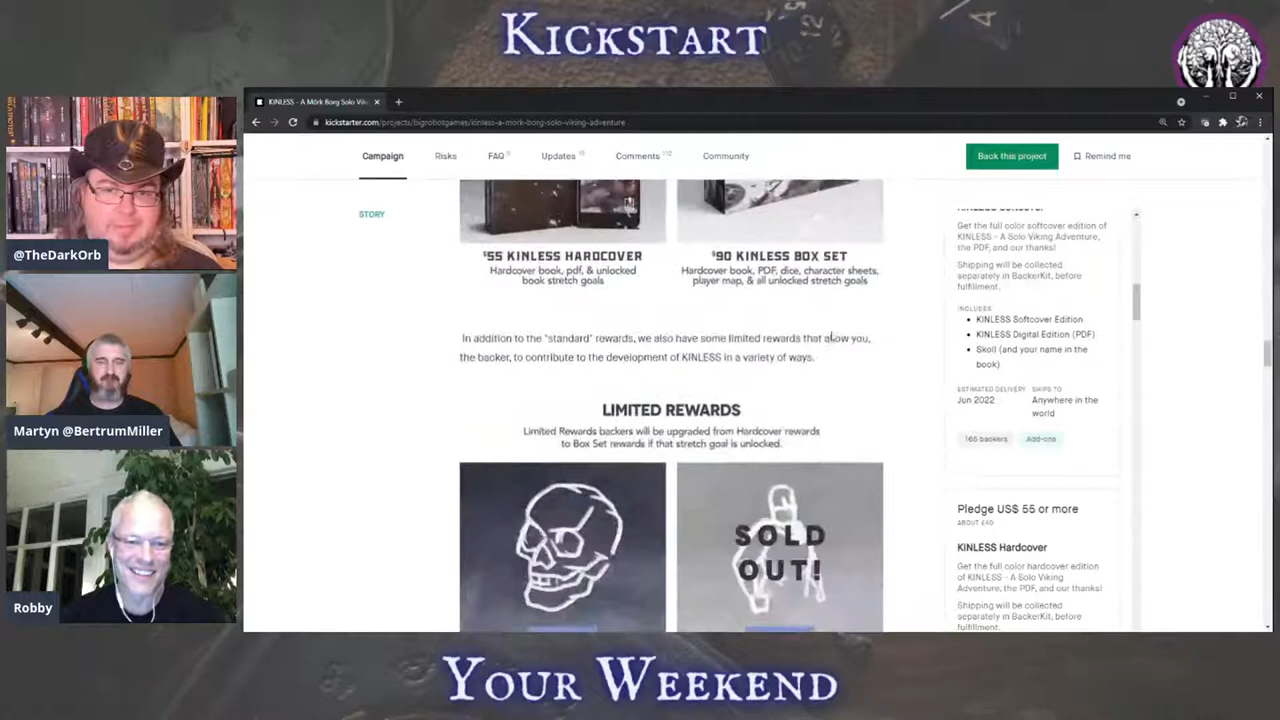 KICKSTART
KINLESS - A Mörk Borg Solo Vik
kickstarter.com/projects/bigrobotgames/kinless-a-mork-borg-solo-viking-adventure
Campaign
Risks
FAQ
Updates
Comments 112
Community
Back this project
Remind me
STORY
$55 KINLESS HARDCOVER
Hardcover book, pdf, & unlocked
book stretch goals
$90 KINLESS BOX SET
Hardcover book, PDF, dice, character sheets,
player map, & all unlocked stretch goals
In addition to the "standard" rewards, we also have some limited rewards that allow you,
the backer, to contribute to the development of KINLESS in a variety of ways.
LIMITED REWARDS
Limited Rewards backers will be upgraded from Hardcover rewards
to Box Set rewards if that stretch goal is unlocked.
SOLD
OUT!
Get the full color softcover edition of
KINLESS - A Solo Viking Adventure,
the PDF, and our thanks!
Shipping will be collected
separately in BackerKit, before
fulfillment.
INCLUDES
KINLESS Softcover Edition
KINLESS Digital Edition (PDF)
Skoll (and your name in the
book)
ESTIMATED DELIVERY
Jun 2022
SHIPS TO
Anywhere in the
world
Add-ons
Pledge US$ 55 or more
ABOUT £40
KINLESS Hardcover
Get the full color hardcover edition
of KINLESS - A Solo Viking
Adventure, the PDF, and our thanks!
Shipping will be collected
separately in BackerKit, before
fulfillment.
@TheDarkOrb
Martyn @BertrumMiller
Robby
YOUR WEEKEND